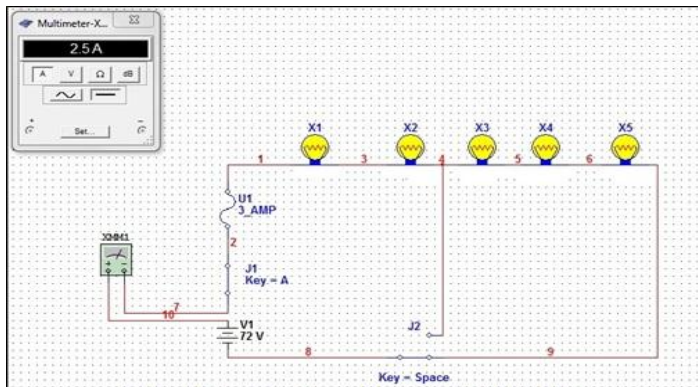 Multimeter-X...
2.5 A
A V Ω dB
+ -
Set...
X1 X2 X3 X4 X5
1 3 4 5 6
U1
3_AMP
2
XMM1
+ -
J1
Key = A
7
10
V1
72 V
J2
8 9
Key = Space